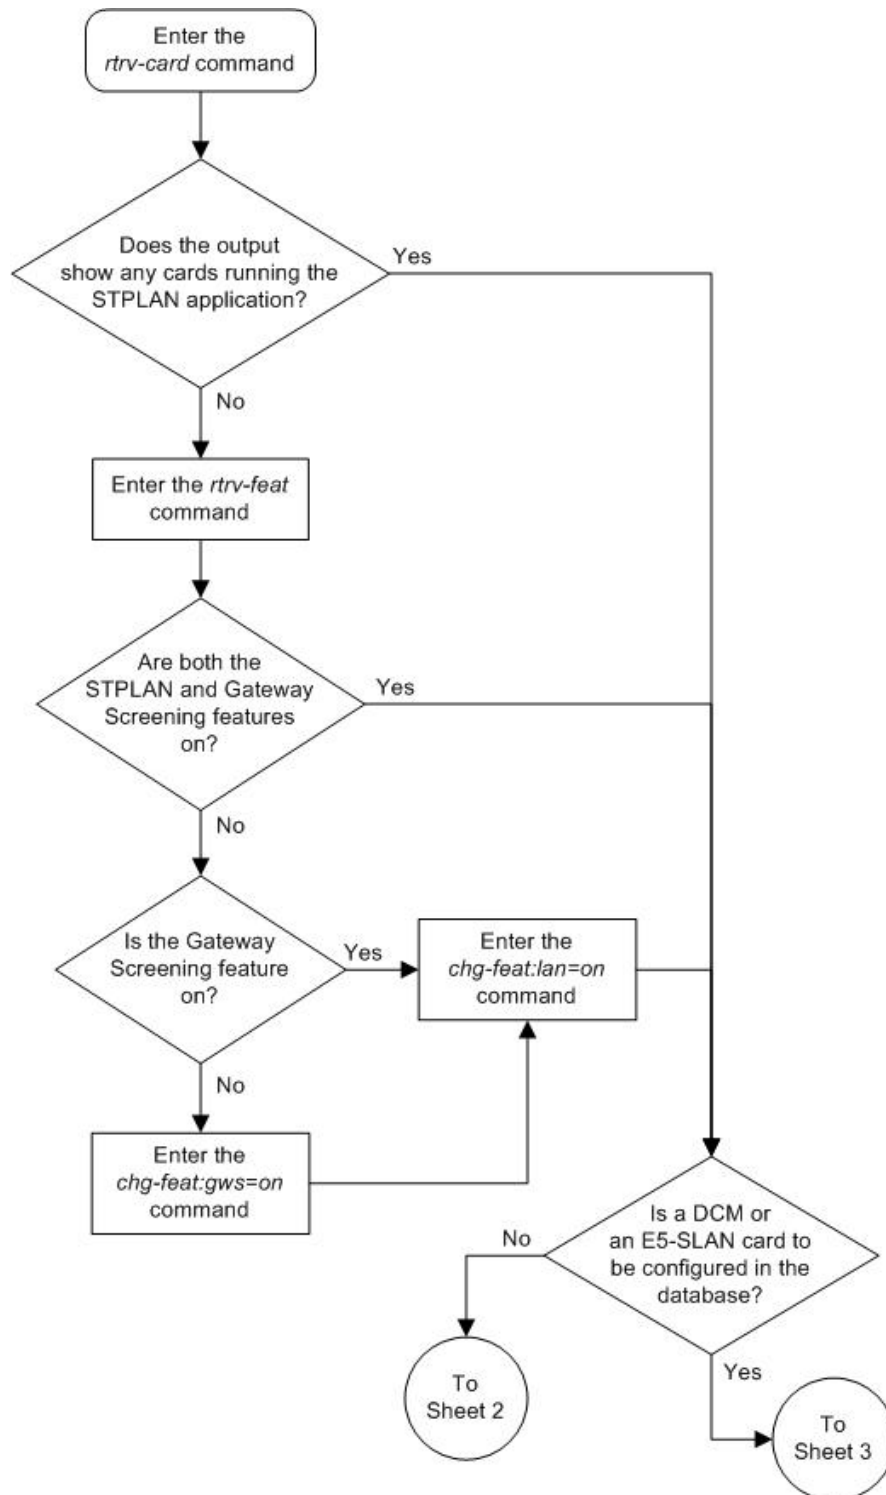 Enter the
rtrv-card command
Does the output
show any cards running the
STPLAN application?
Yes
No
Enter the rtrv-feat
command
Are both the
STPLAN and Gateway
Screening features
on?
Yes
No
Is the Gateway
Screening feature
on?
Yes
Enter the
chg-feat:lan=on
command
No
Enter the
chg-feat:gws=on
command
Is a DCM or
an E5-SLAN card to
be configured in the
database?
No
To
Sheet 2
Yes
To
Sheet 3